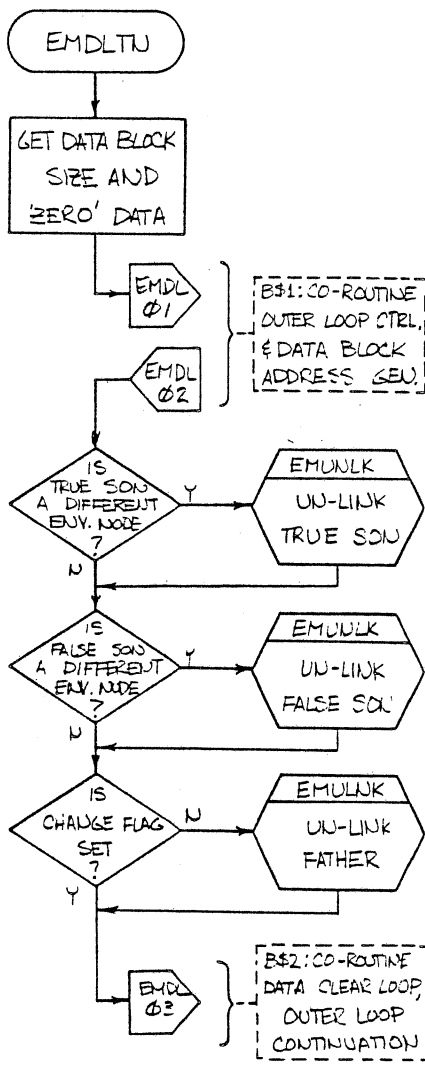 EMDLTN
GET DATA BLOCK
SIZE AND
'ZERO' DATA
EMDL
Ø1
B$1: CO-ROUTINE
OUTER LOOP CTRL,
& DATA BLOCK
ADDRESS GEN.
EMDL
Ø2
IS
TRUE SON
A DIFFERENT
ENV. NODE
?
Y
N
EMUNLK
UN-LINK
TRUE SON
IS
FALSE SON
A DIFFERENT
ENV. NODE
?
Y
N
EMUNLK
UN-LINK
FALSE SON
IS
CHANGE FLAG
SET
?
N
Y
EMULNK
UN-LINK
FATHER
EMDL
Ø3
B$2: CO-ROUTINE
DATA CLEAR LOOP,
OUTER LOOP
CONTINUATION